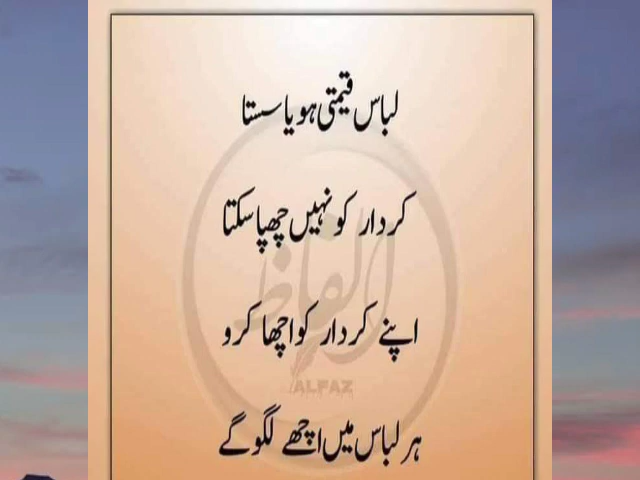 لباس قیمتی ہو یا سستا
کردار کو نہیں چھپا سکتا
الفاظ
اپنے کردار کو اچھا کرو
ALFAZ
ہر لباس میں اچھے لگو گے